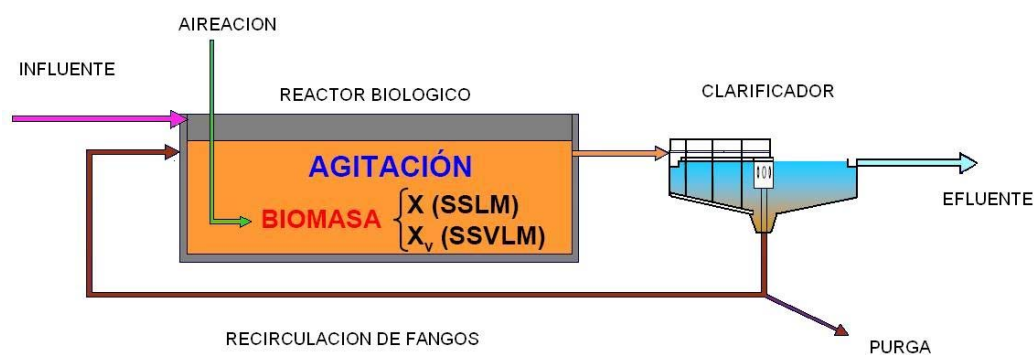 AIREACION
INFLUENTE
REACTOR BIOLOGICO
CLARIFICADOR
AGITACIÓN
BIOMASA
X (SSLM)
Xv (SSVLM)
EFLUENTE
RECIRCULACION DE FANGOS
PURGA